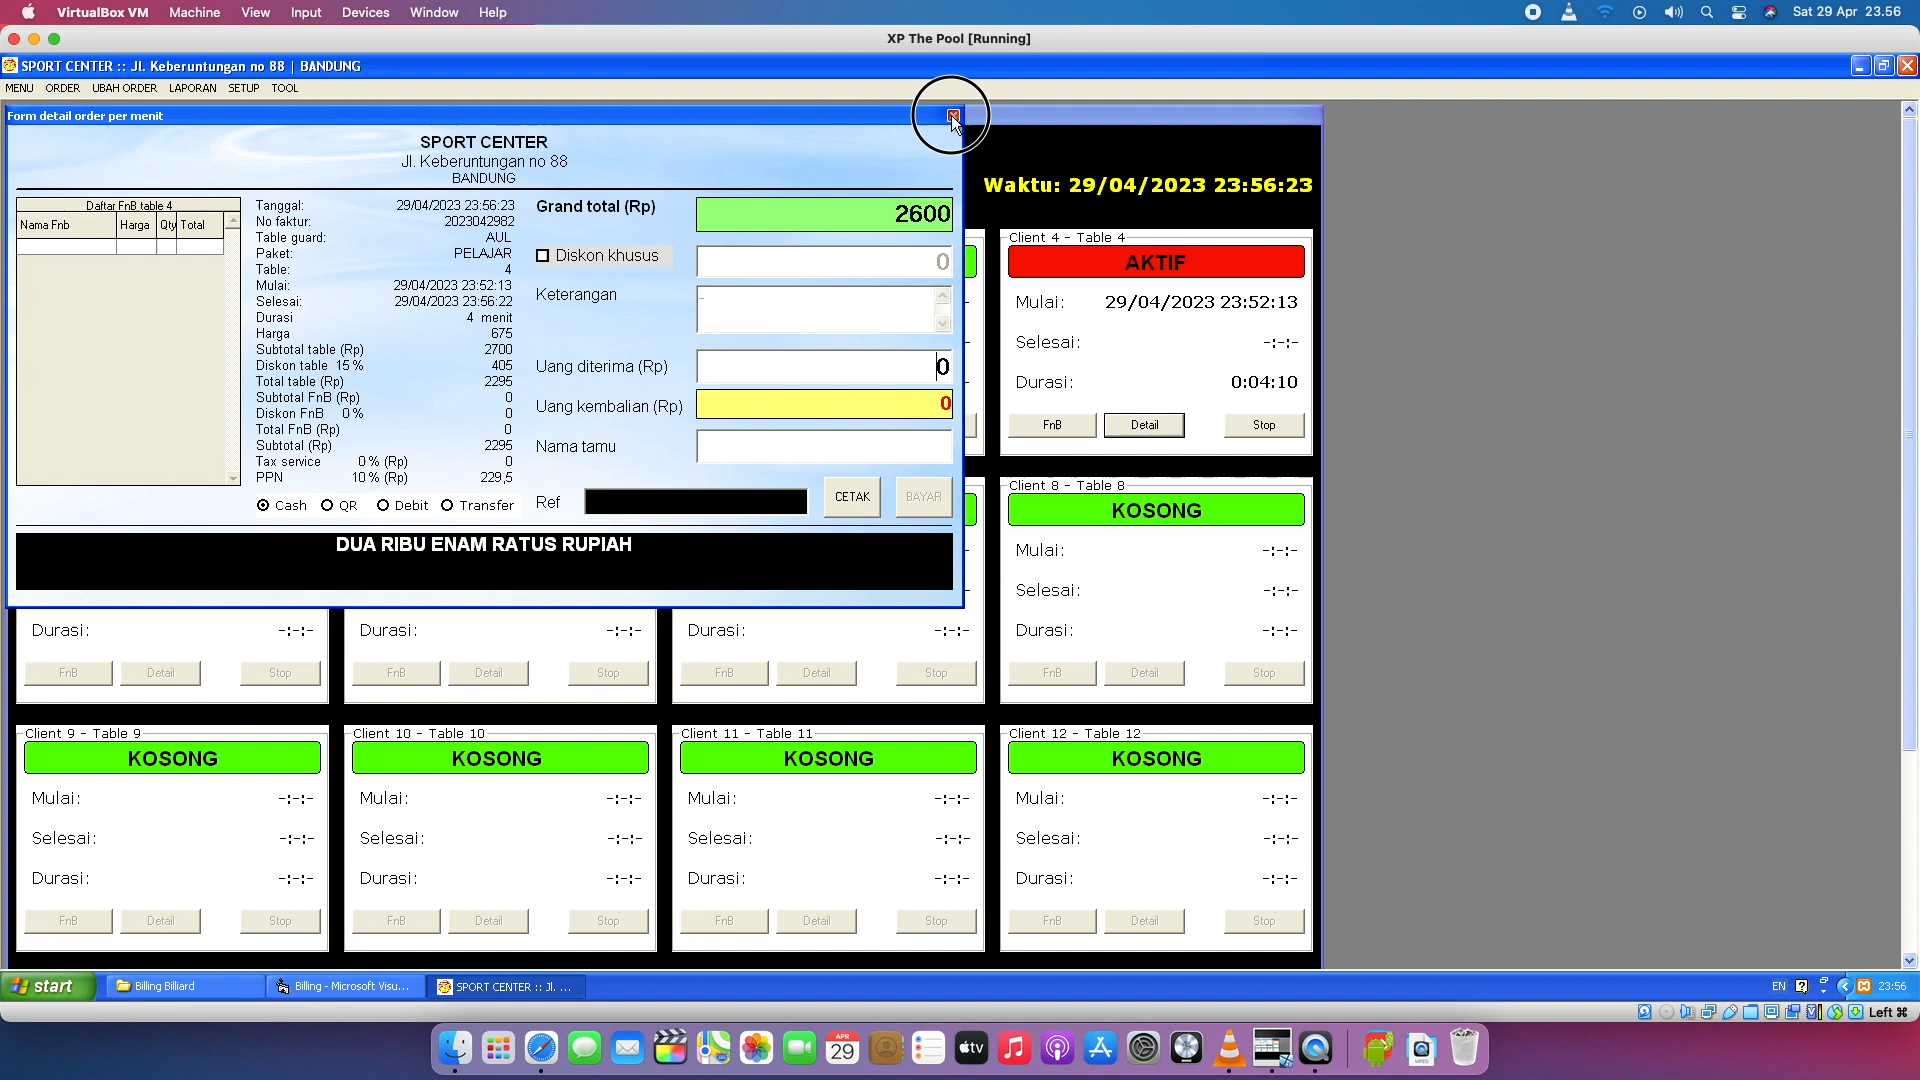 VirtualBox VM Machine View Input Devices Window Help Sat 29 Apr 23.56
XP The Pool [Running]
SPORT CENTER :: Jl. Keberuntungan no 88 | BANDUNG
MENU ORDER UBAH ORDER LAPORAN SETUP TOOL
Form detail order per menit
SPORT CENTER
Jl. Keberuntungan no 88
BANDUNG
Daftar FnB table 4
Nama Fnb Harga Qty Total
Tanggal: 29/04/2023 23:56:23
No faktur: 2023042982
Table guard: AUL
Paket: PELAJAR
Table: 4
Mulai: 29/04/2023 23:52:13
Selesai: 29/04/2023 23:56:22
Durasi 4 menit
Harga 675
Subtotal table (Rp) 2700
Diskon table 15 % 405
Total table (Rp) 2295
Subtotal FnB (Rp) 0
Diskon FnB 0 % 0
Total FnB (Rp) 0
Subtotal (Rp) 2295
Tax service 0 % (Rp) 0
PPN 10 % (Rp) 229,5
Cash QR Debit Transfer
Grand total (Rp) 2600
Diskon khusus 0
Keterangan -
Uang diterima (Rp) 0
Uang kembalian (Rp) 0
Nama tamu
Ref CETAK BAYAR
DUA RIBU ENAM RATUS RUPIAH
Waktu: 29/04/2023 23:56:23
Client 4 - Table 4
AKTIF
Mulai: 29/04/2023 23:52:13
Selesai: -:-:-
Durasi: 0:04:10
FnB Detail Stop
Client 8 - Table 8
KOSONG
Mulai: -:-:-
Selesai: -:-:-
Durasi: -:-:- Durasi: -:-:- Durasi: -:-:- Durasi: -:-:-
FnB Detail Stop FnB Detail Stop FnB Detail Stop FnB Detail Stop
Client 9 - Table 9 Client 10 - Table 10 Client 11 - Table 11 Client 12 - Table 12
KOSONG KOSONG KOSONG KOSONG
Mulai: -:-:- Mulai: -:-:- Mulai: -:-:- Mulai: -:-:-
Selesai: -:-:- Selesai: -:-:- Selesai: -:-:- Selesai: -:-:-
Durasi: -:-:- Durasi: -:-:- Durasi: -:-:- Durasi: -:-:-
FnB Detail Stop FnB Detail Stop FnB Detail Stop FnB Detail Stop
start Billing Billiard Billing - Microsoft Visu... SPORT CENTER :: Jl. ... EN 23:56
Left ⌘
APR
29
tv